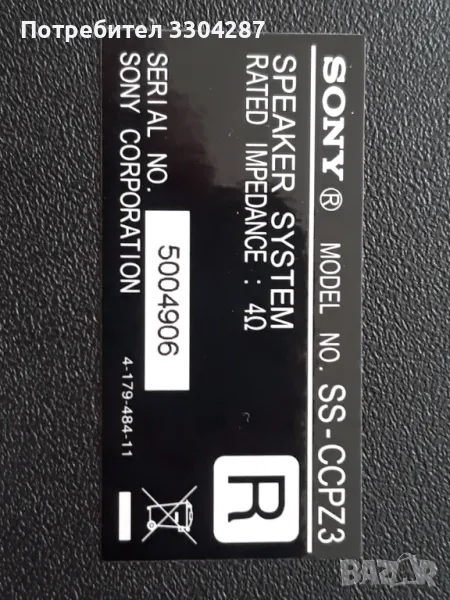 Потребител 3304287
SONY® MODEL NO. SS-CCPZ3
SPEAKER SYSTEM
RATED IMPEDANCE : 4Ω
R
SERIAL NO. 5004906
SONY CORPORATION
4-179-484-11
BAZAR